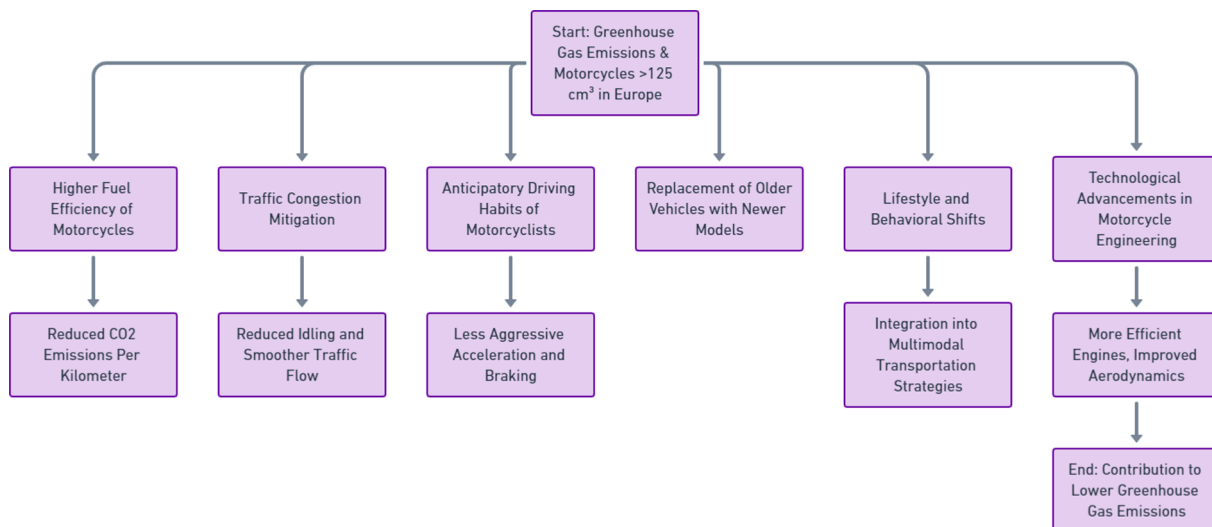 Start: Greenhouse
Gas Emissions &
Motorcycles >125
cm³ in Europe
Higher Fuel
Efficiency of
Motorcycles
Traffic Congestion
Mitigation
Anticipatory Driving
Habits of
Motorcyclists
Replacement of Older
Vehicles with Newer
Models
Lifestyle and
Behavioral Shifts
Technological
Advancements in
Motorcycle
Engineering
Reduced CO2
Emissions Per
Kilometer
Reduced Idling and
Smoother Traffic
Flow
Less Aggressive
Acceleration and
Braking
Integration into
Multimodal
Transportation
Strategies
More Efficient
Engines, Improved
Aerodynamics
End: Contribution to
Lower Greenhouse
Gas Emissions